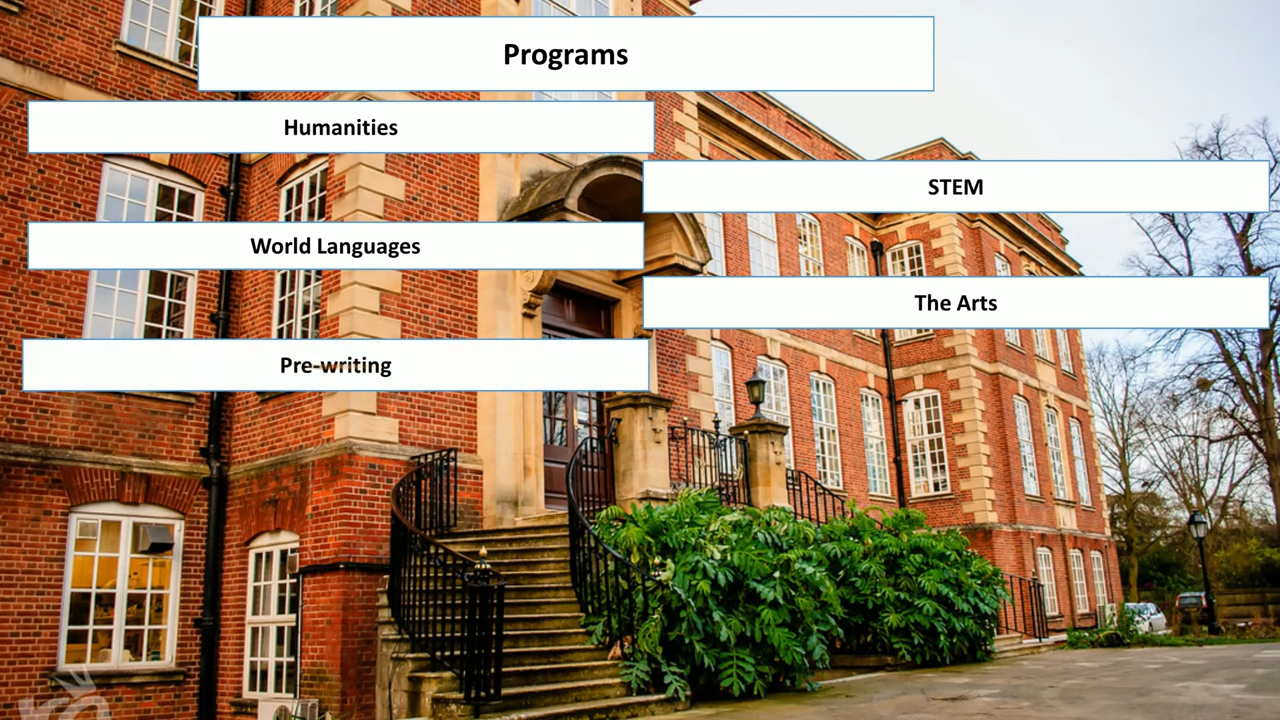 Programs
Humanities
STEM
World Languages
The Arts
Pre-writing